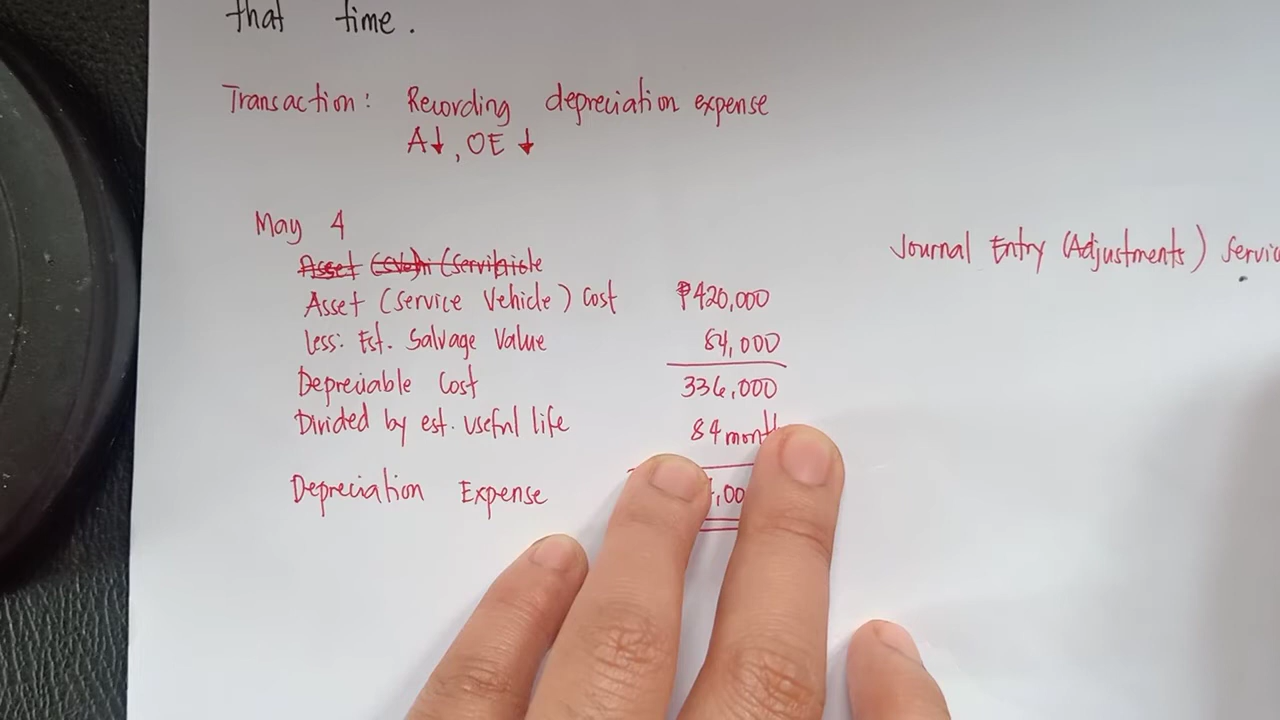 that time.
Transaction: Recording depreciation expense
A↓, OE ↓
May 4
Asset (Service Vehicle) Cost ₱420,000
Less: Est. Salvage Value 84,000
Depreciable Cost 336,000
Divided by est. useful life 84
Depreciation Expense
Journal Entry (Adjustments)